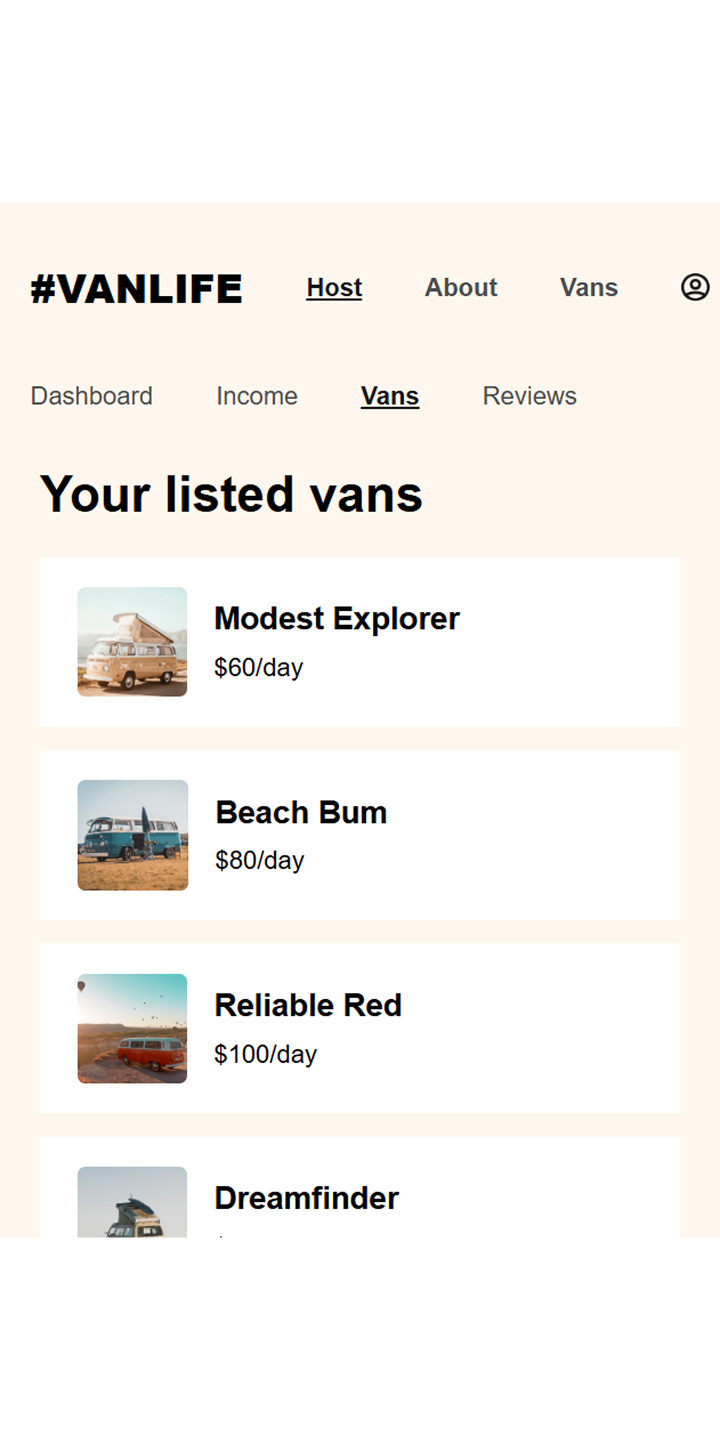 #VANLIFE Host About Vans
Dashboard Income Vans Reviews
Your listed vans
Modest Explorer
$60/day
Beach Bum
$80/day
Reliable Red
$100/day
Dreamfinder